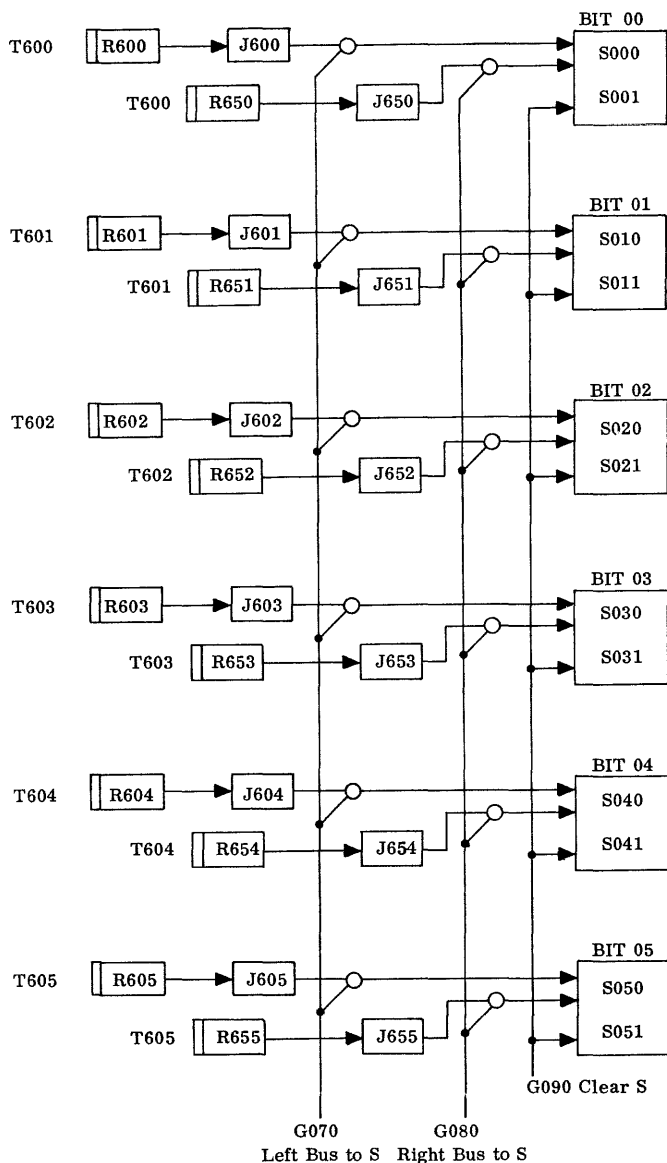 BIT 00
T600 R600 J600 S000
T600 R650 J650 S001
BIT 01
T601 R601 J601 S010
T601 R651 J651 S011
BIT 02
T602 R602 J602 S020
T602 R652 J652 S021
BIT 03
T603 R603 J603 S030
T603 R653 J653 S031
BIT 04
T604 R604 J604 S040
T604 R654 J654 S041
BIT 05
T605 R605 J605 S050
T605 R655 J655 S051
G090 Clear S
G070 G080
Left Bus to S Right Bus to S